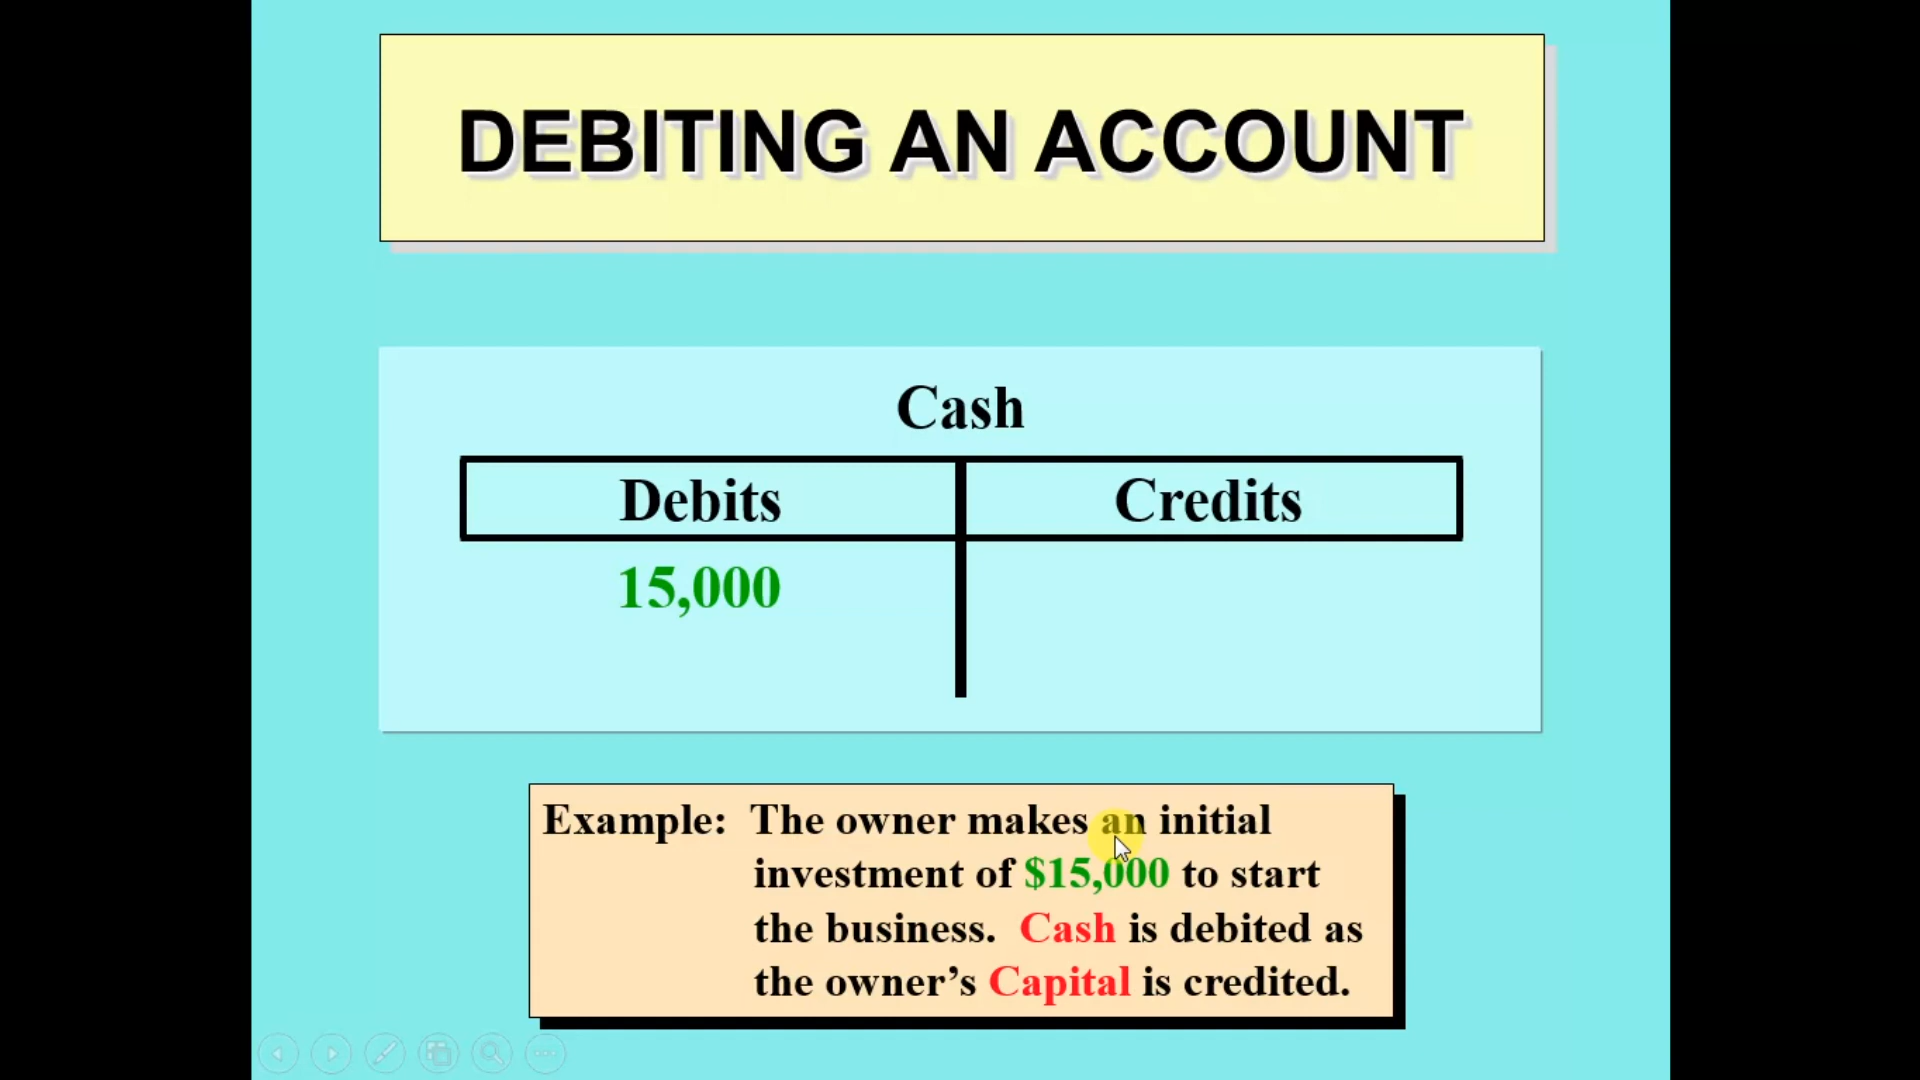 DEBITING AN ACCOUNT
Cash
Debits Credits
15,000
Example: The owner makes an initial
investment of $15,000 to start
the business. Cash is debited as
the owner’s Capital is credited.